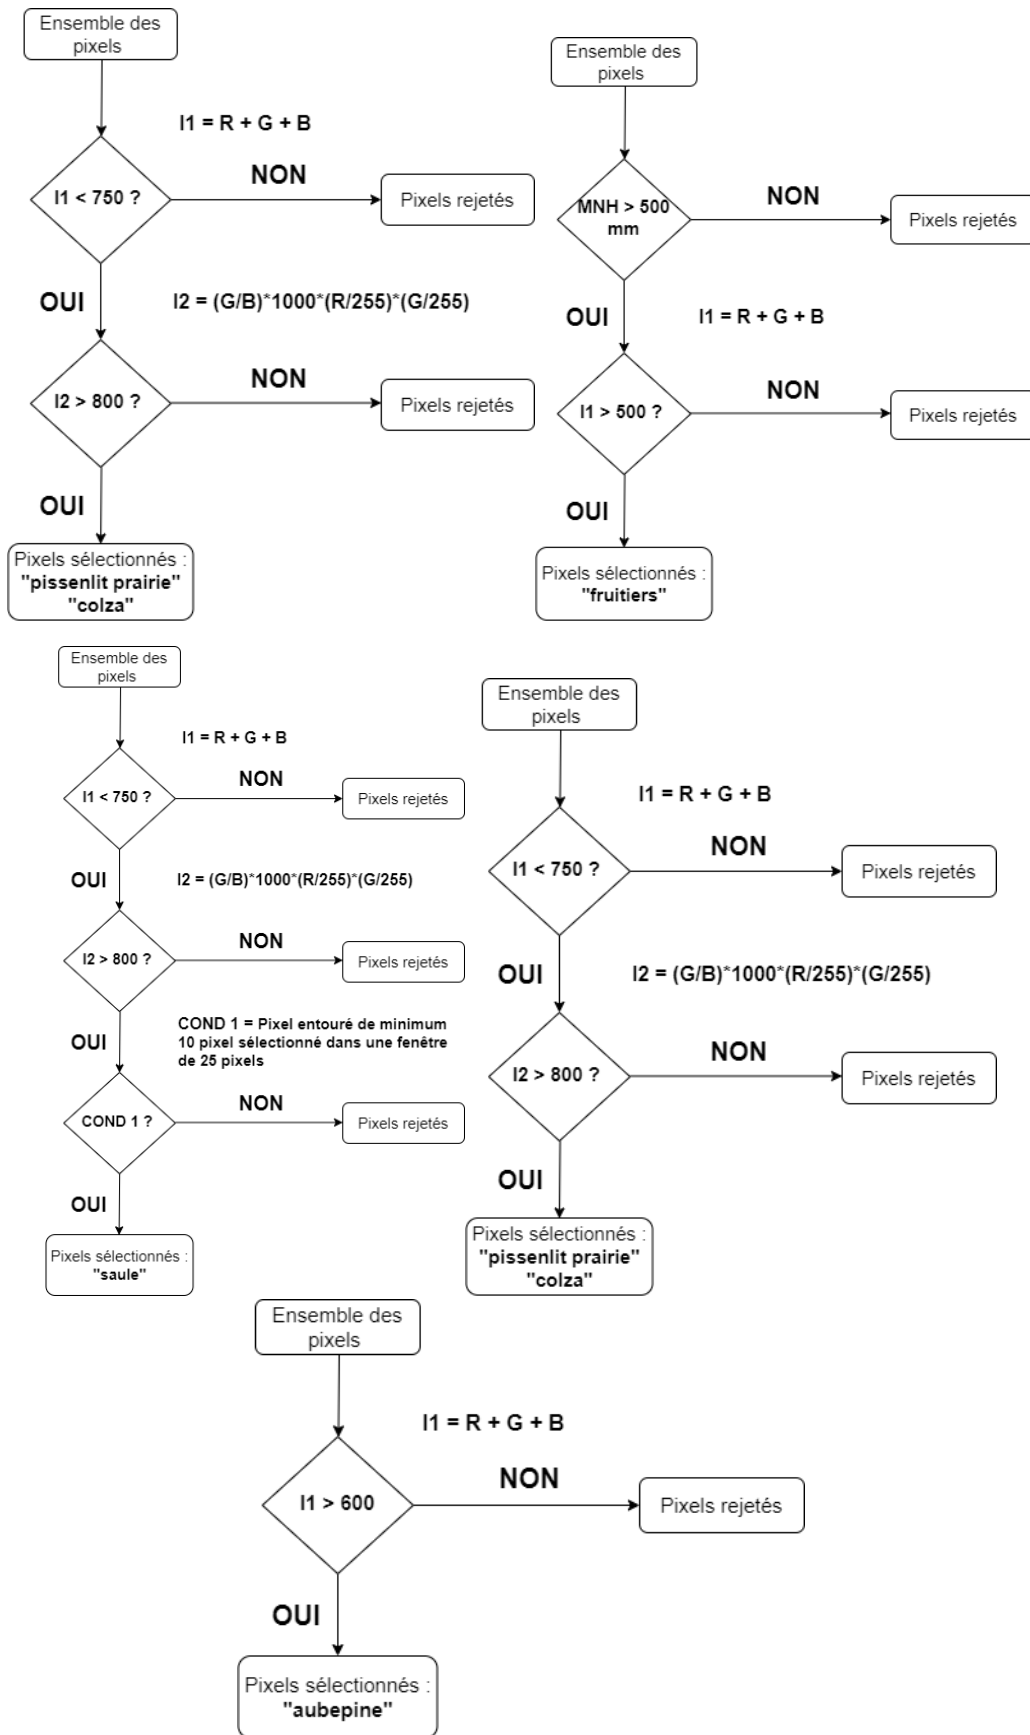 Ensemble des
pixels
I1 = R + G + B
I1 < 750 ?
NON
Pixels rejetés
OUI
I2 = (G/B)*1000*(R/255)*(G/255)
I2 > 800 ?
NON
Pixels rejetés
OUI
Pixels sélectionnés :
"pissenlit prairie"
"colza"
Ensemble des
pixels
MNH > 500
mm
NON
Pixels rejetés
OUI
I1 = R + G + B
I1 > 500 ?
NON
Pixels rejetés
OUI
Pixels sélectionnés :
"fruitiers"
Ensemble des
pixels
I1 = R + G + B
I1 < 750 ?
NON
Pixels rejetés
OUI
I2 = (G/B)*1000*(R/255)*(G/255)
I2 > 800 ?
NON
Pixels rejetés
OUI
COND 1 = Pixel entouré de minimum
10 pixel sélectionné dans une fenêtre
de 25 pixels
COND 1 ?
NON
Pixels rejetés
OUI
Pixels sélectionnés :
"saule"
Ensemble des
pixels
I1 = R + G + B
I1 < 750 ?
NON
Pixels rejetés
OUI
I2 = (G/B)*1000*(R/255)*(G/255)
I2 > 800 ?
NON
Pixels rejetés
OUI
Pixels sélectionnés :
"pissenlit prairie"
"colza"
Ensemble des
pixels
I1 = R + G + B
I1 > 600
NON
Pixels rejetés
OUI
Pixels sélectionnés :
"aubepine"